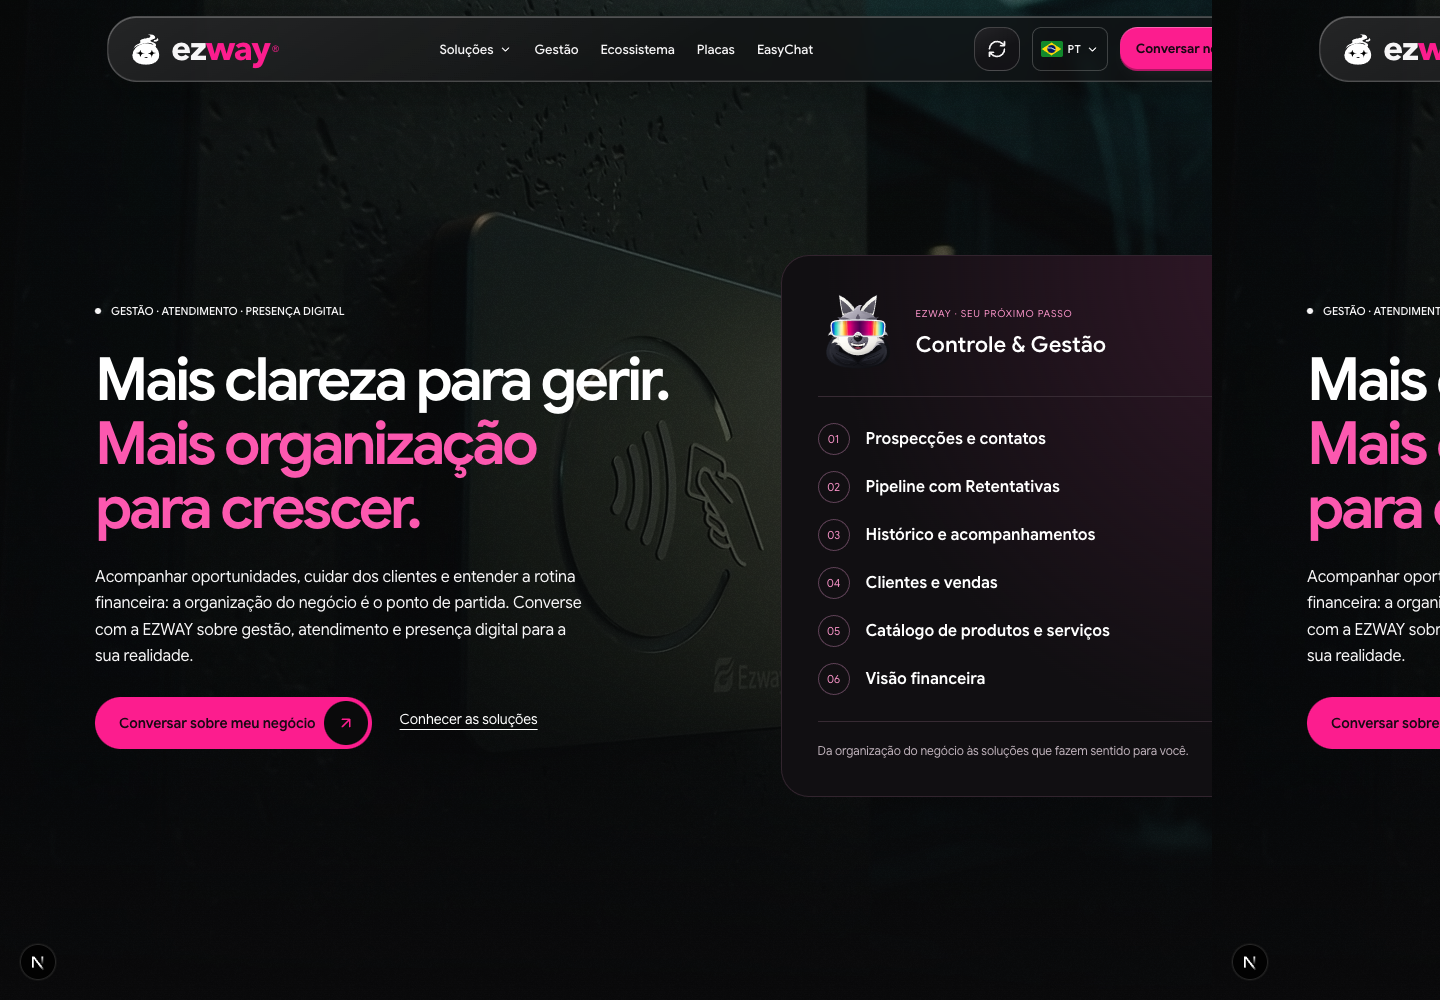 ezway®
Soluções
Gestão
Ecossistema
Placas
EasyChat
PT
Conversar
GESTÃO · ATENDIMENTO · PRESENÇA DIGITAL
Mais clareza para gerir.
Mais organização
para crescer.
Acompanhar oportunidades, cuidar dos clientes e entender a rotina
financeira: a organização do negócio é o ponto de partida. Converse
com a EZWAY sobre gestão, atendimento e presença digital para a
sua realidade.
Conversar sobre meu negócio
Conhecer as soluções
EZWAY · SEU PRÓXIMO PASSO
Controle & Gestão
01 Prospecções e contatos
02 Pipeline com Retentativas
03 Histórico e acompanhamentos
04 Clientes e vendas
05 Catálogo de produtos e serviços
06 Visão financeira
Da organização do negócio às soluções que fazem sentido para você.
Ezway
N
ezw
GESTÃO · ATENDIMENT
Mais
Mais
para
Acompanhar oport
financeira: a organi
com a EZWAY sobr
sua realidade.
Conversar sobre
N